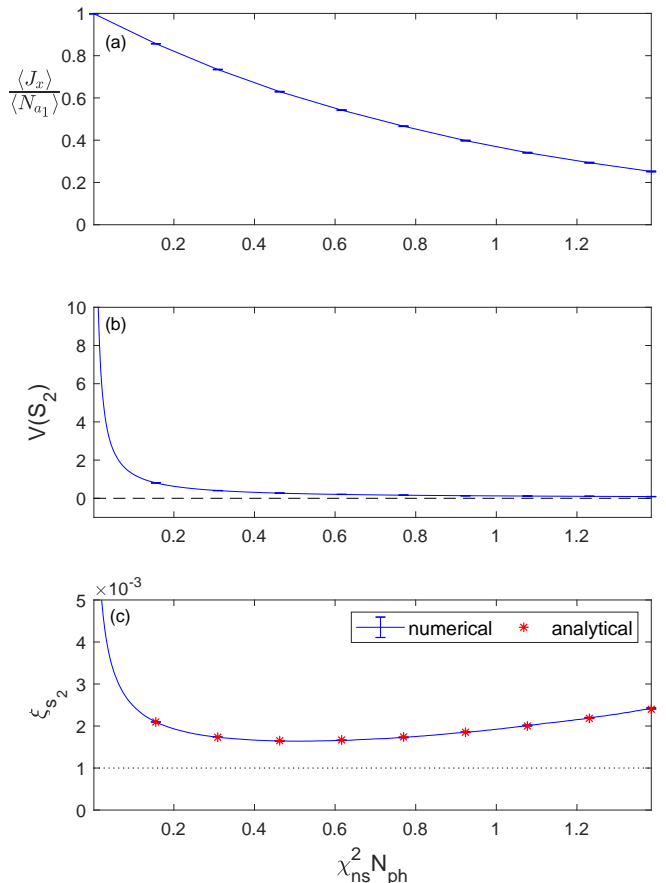 (a)
⟨J_x⟩
⟨N_{a_1}⟩
1
0.8
0.6
0.4
0.2
0
0.2 0.4 0.6 0.8 1 1.2
(b)
V(S_2)
10
8
6
4
2
0
0.2 0.4 0.6 0.8 1 1.2
×10^{-3}
(c)
numerical
analytical
ξ_{s_2}
5
4
3
2
1
0
0.2 0.4 0.6 0.8 1 1.2
χ_{ns}^2 N_{ph}